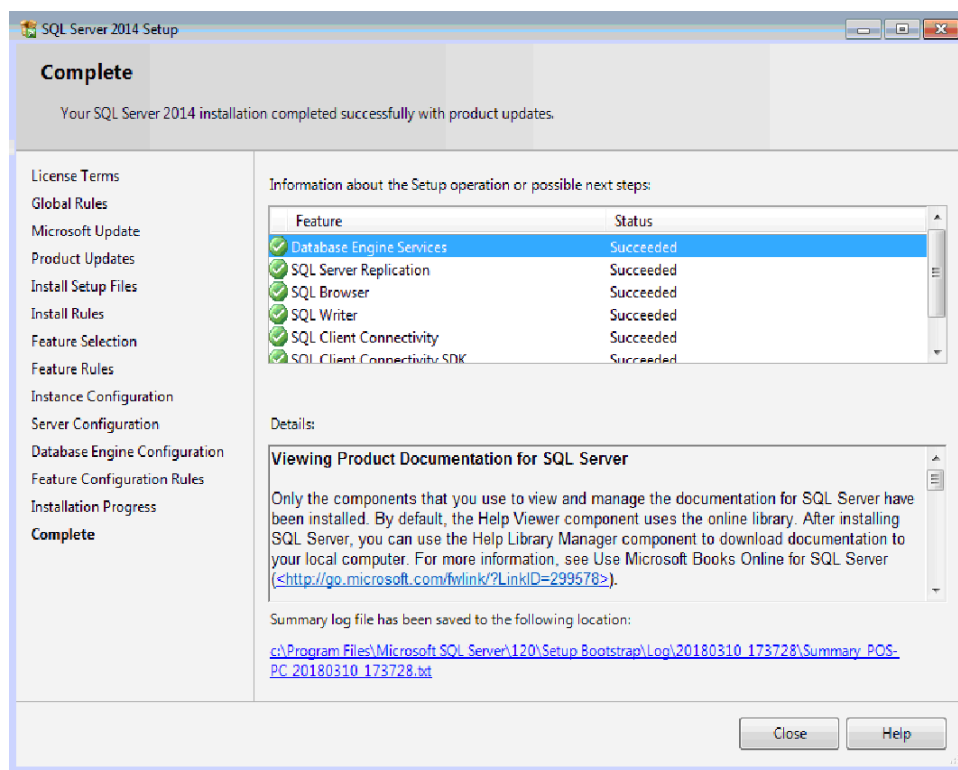 SQL Server 2014 Setup
Complete
Your SQL Server 2014 installation completed successfully with product updates.
License Terms
Global Rules
Microsoft Update
Product Updates
Install Setup Files
Install Rules
Feature Selection
Feature Rules
Instance Configuration
Server Configuration
Database Engine Configuration
Feature Configuration Rules
Installation Progress
Complete
Information about the Setup operation or possible next steps:
Feature Status
Database Engine Services Succeeded
SQL Server Replication Succeeded
SQL Browser Succeeded
SQL Writer Succeeded
SQL Client Connectivity Succeeded
SQL Client Connectivity SDK Succeeded
Details:
Viewing Product Documentation for SQL Server
Only the components that you use to view and manage the documentation for SQL Server have
been installed. By default, the Help Viewer component uses the online library. After installing
SQL Server, you can use the Help Library Manager component to download documentation to
your local computer. For more information, see Use Microsoft Books Online for SQL Server
(<http://go.microsoft.com/fwlink/?LinkID=299578>).
Summary log file has been saved to the following location:
c:\Program Files\Microsoft SQL Server\120\Setup Bootstrap\Log\20180310_173728\Summary_POS-
PC_20180310_173728.txt
Close Help